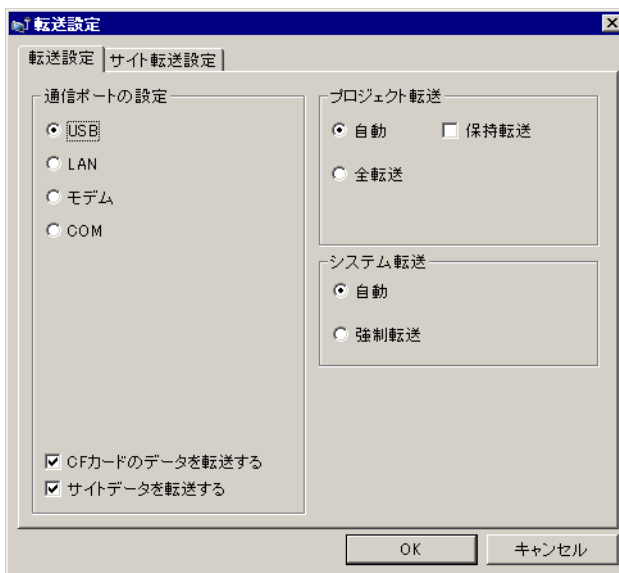 転送設定
転送設定 サイト転送設定
通信ポートの設定
USB
LAN
モデム
COM
CFカードのデータを転送する
サイトデータを転送する
プロジェクト転送
自動 保持転送
全転送
システム転送
自動
強制転送
OK キャンセル